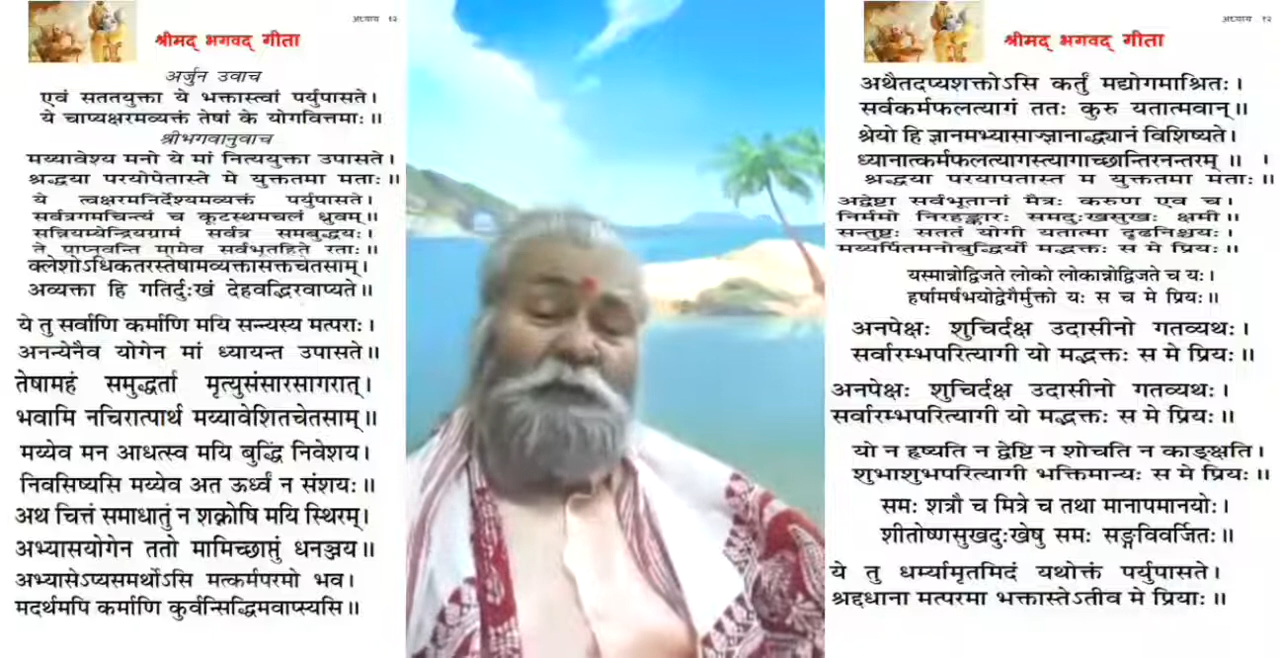 अध्याय १२
श्रीमद् भगवद् गीता
अर्जुन उवाच
एवं सततयुक्ता ये भक्तास्त्वां पर्युपासते।
ये चाप्यक्षरमव्यक्तं तेषां के योगवित्तमाः॥
श्रीभगवानुवाच
मय्यावेश्य मनो ये मां नित्ययुक्ता उपासते।
श्रद्धया परयोपेतास्ते मे युक्ततमा मताः॥
ये त्वक्षरमनिर्देश्यमव्यक्तं पर्युपासते।
सर्वत्रगमचिन्त्यं च कूटस्थमचलं ध्रुवम्॥
सन्नियम्येन्द्रियग्रामं सर्वत्र समबुद्धयः।
ते प्राप्नुवन्ति मामेव सर्वभूतहिते रताः॥
क्लेशोऽधिकतरस्तेषामव्यक्तासक्तचेतसाम्।
अव्यक्ता हि गतिर्दुःखं देहवद्भिरवाप्यते॥
ये तु सर्वाणि कर्माणि मयि सन्न्यस्य मत्पराः।
अनन्येनैव योगेन मां ध्यायन्त उपासते॥
तेषामहं समुद्धर्ता मृत्युसंसारसागरात्।
भवामि नचिरात्पार्थ मय्यावेशितचेतसाम्॥
मय्येव मन आधत्स्व मयि बुद्धिं निवेशय।
निवसिष्यसि मय्येव अत ऊर्ध्वं न संशयः॥
अथ चित्तं समाधातुं न शक्नोषि मयि स्थिरम्।
अभ्यासयोगेन ततो मामिच्छाप्तुं धनञ्जय॥
अभ्यासेऽप्यसमर्थोऽसि मत्कर्मपरमो भव।
मदर्थमपि कर्माणि कुर्वन्सिद्धिमवाप्स्यसि॥
अध्याय १२
श्रीमद् भगवद् गीता
अथैतदप्यशक्तोऽसि कर्तुं मद्योगमाश्रितः।
सर्वकर्मफलत्यागं ततः कुरु यतात्मवान्॥
श्रेयो हि ज्ञानमभ्यासाज्ज्ञानाद्ध्यानं विशिष्यते।
ध्यानात्कर्मफलत्यागस्त्यागाच्छान्तिरनन्तरम्॥ ।
श्रद्धया परयापतास्त म युक्ततमा मताः॥
अद्वेष्टा सर्वभूतानां मैत्रः करुण एव च।
निर्ममो निरहङ्कारः समदुःखसुखः क्षमी॥
सन्तुष्टः सततं योगी यतात्मा दृढनिश्चयः।
मय्यर्पितमनोबुद्धिर्यो मद्भक्तः स मे प्रियः॥
यस्मान्नोद्विजते लोको लोकान्नोद्विजते च यः।
हर्षामर्षभयोद्वेगैर्मुक्तो यः स च मे प्रियः॥
अनपेक्षः शुचिर्दक्ष उदासीनो गतव्यथः।
सर्वारम्भपरित्यागी यो मद्भक्तः स मे प्रियः॥
अनपेक्षः शुचिर्दक्ष उदासीनो गतव्यथः।
सर्वारम्भपरित्यागी यो मद्भक्तः स मे प्रियः॥
यो न हृष्यति न द्वेष्टि न शोचति न काङ्क्षति।
शुभाशुभपरित्यागी भक्तिमान्यः स मे प्रियः॥
समः शत्रौ च मित्रे च तथा मानापमानयोः।
शीतोष्णसुखदुःखेषु समः सङ्गविवर्जितः॥
ये तु धर्म्यामृतमिदं यथोक्तं पर्युपासते।
श्रद्दधाना मत्परमा भक्तास्तेऽतीव मे प्रियाः॥